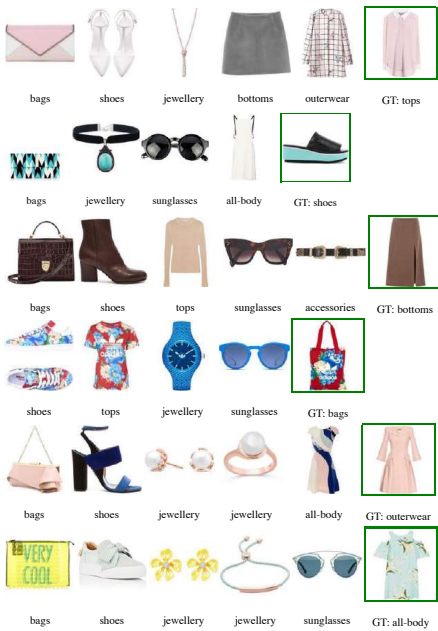 bags shoes jewellery bottoms outerwear GT: tops
bags jewellery sunglasses all-body GT: shoes
bags shoes tops sunglasses accessories GT: bottoms
adidas
adidas
shoes tops jewellery sunglasses GT: bags
bags shoes jewellery jewellery all-body GT: outerwear
VERY
COOL
bags shoes jewellery jewellery sunglasses GT: all-body